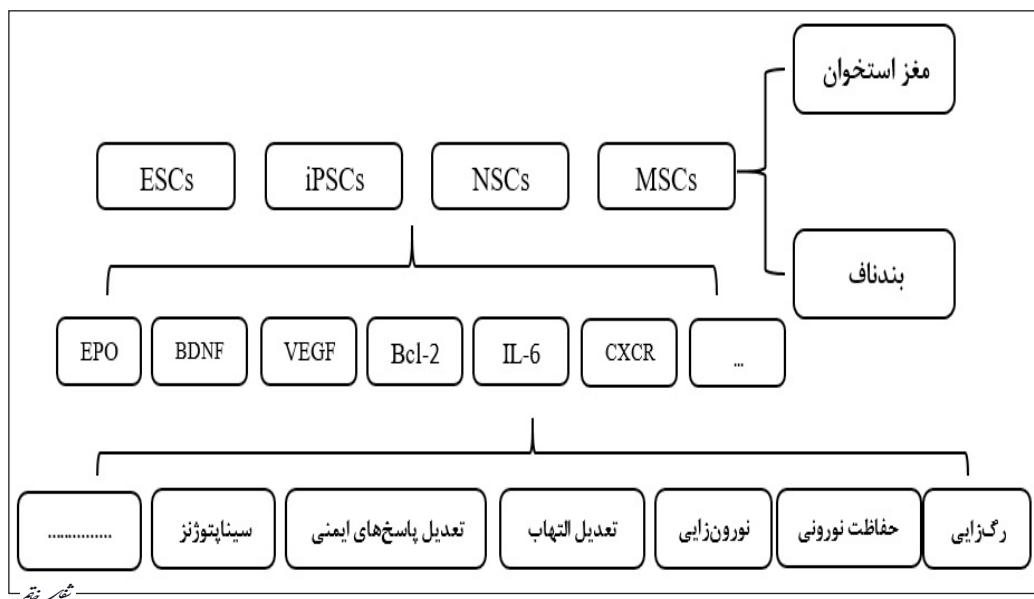 مغز استخوان
ESCs
iPSCs
NSCs
MSCs
بندناف
EPO
BDNF
VEGF
Bcl-2
IL-6
CXCR
...
...............
سیناپتوژنز
تعدیل پاسخ‌های ایمنی
تعدیل التهاب
نورون‌زایی
حفاظت نورونی
رگ‌زایی